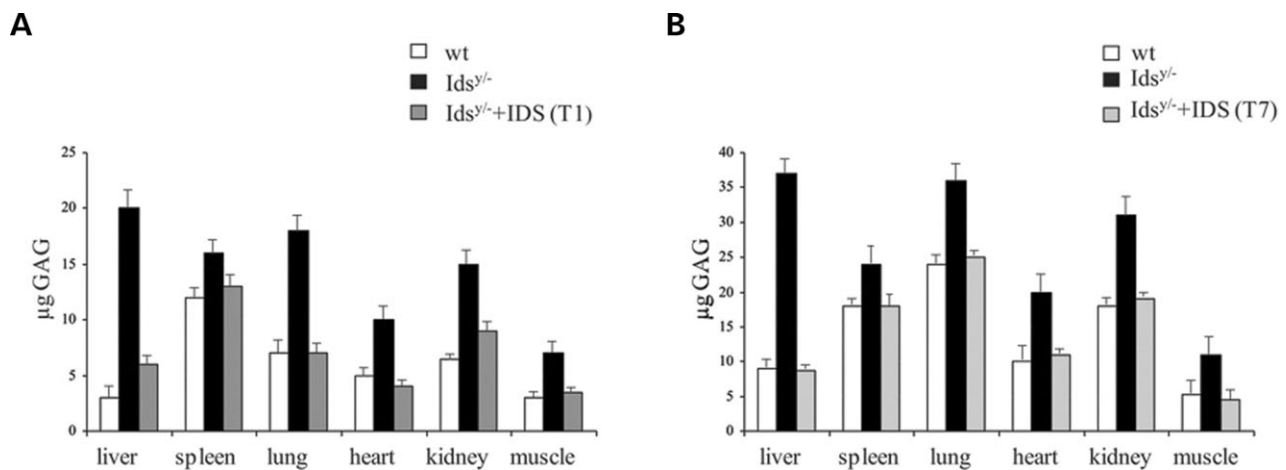 A
wt
Idsʸ/⁻
Idsʸ/⁻+IDS (T1)
25
20
15
10
5
0
µg GAG
liver spleen lung heart kidney muscle
B
wt
Idsʸ/⁻
Idsʸ/⁻+IDS (T7)
40
35
30
25
20
15
10
5
0
µg GAG
liver spleen lung heart kidney muscle